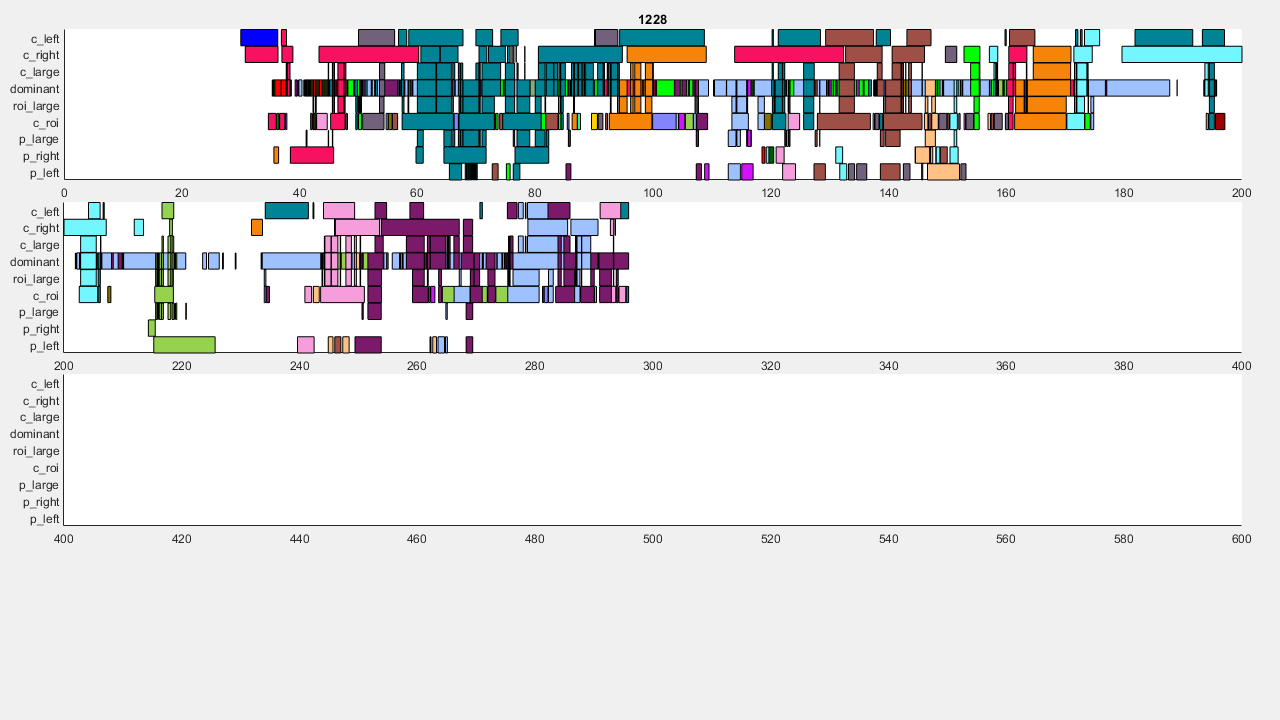 1228
c_left
c_right
c_large
dominant
roi_large
c_roi
p_large
p_right
p_left
0 20 40 60 80 100 120 140 160 180 200
c_left
c_right
c_large
dominant
roi_large
c_roi
p_large
p_right
p_left
200 220 240 260 280 300 320 340 360 380 400
c_left
c_right
c_large
dominant
roi_large
c_roi
p_large
p_right
p_left
400 420 440 460 480 500 520 540 560 580 600